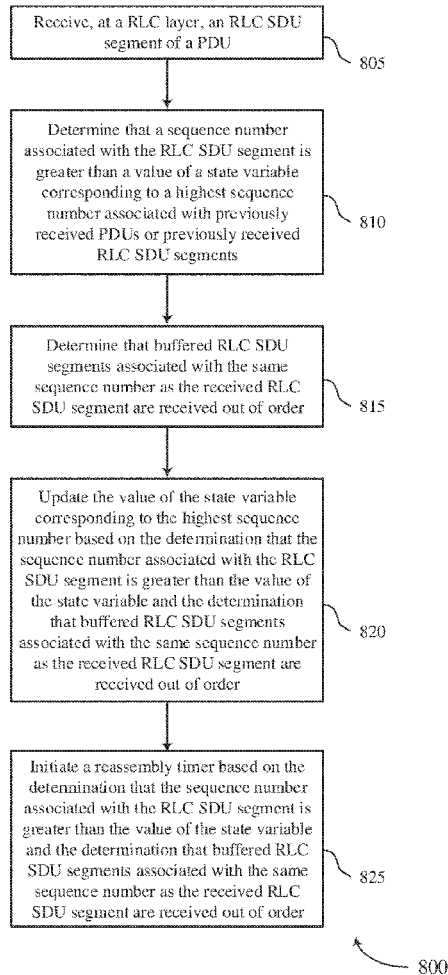 Receive, at a RLC layer, an RLC SDU
segment of a PDU
805
Determine that a sequence number
associated with the RLC SDU segment is
greater than a value of a state variable
corresponding to a highest sequence
number associated with previously
received PDUs or previously received
RLC SDU segments
810
Determine that buffered RLC SDU
segments associated with the same
sequence number as the received RLC
SDU segment are received out of order
815
Update the value of the state variable
corresponding to the highest sequence
number based on the determination that the
sequence number associated with the RLC
SDU segment is greater than the value of
the state variable and the determination
that buffered RLC SDU segments
associated with the same sequence number
as the received RLC SDU segment are
received out of order
820
Initiate a reassembly timer based on the
determination that the sequence number
associated with the RLC SDU segment is
greater than the value of the state variable
and the determination that buffered RLC
SDU segments associated with the same
sequence number as the received RLC
SDU segment are received out of order
825
800